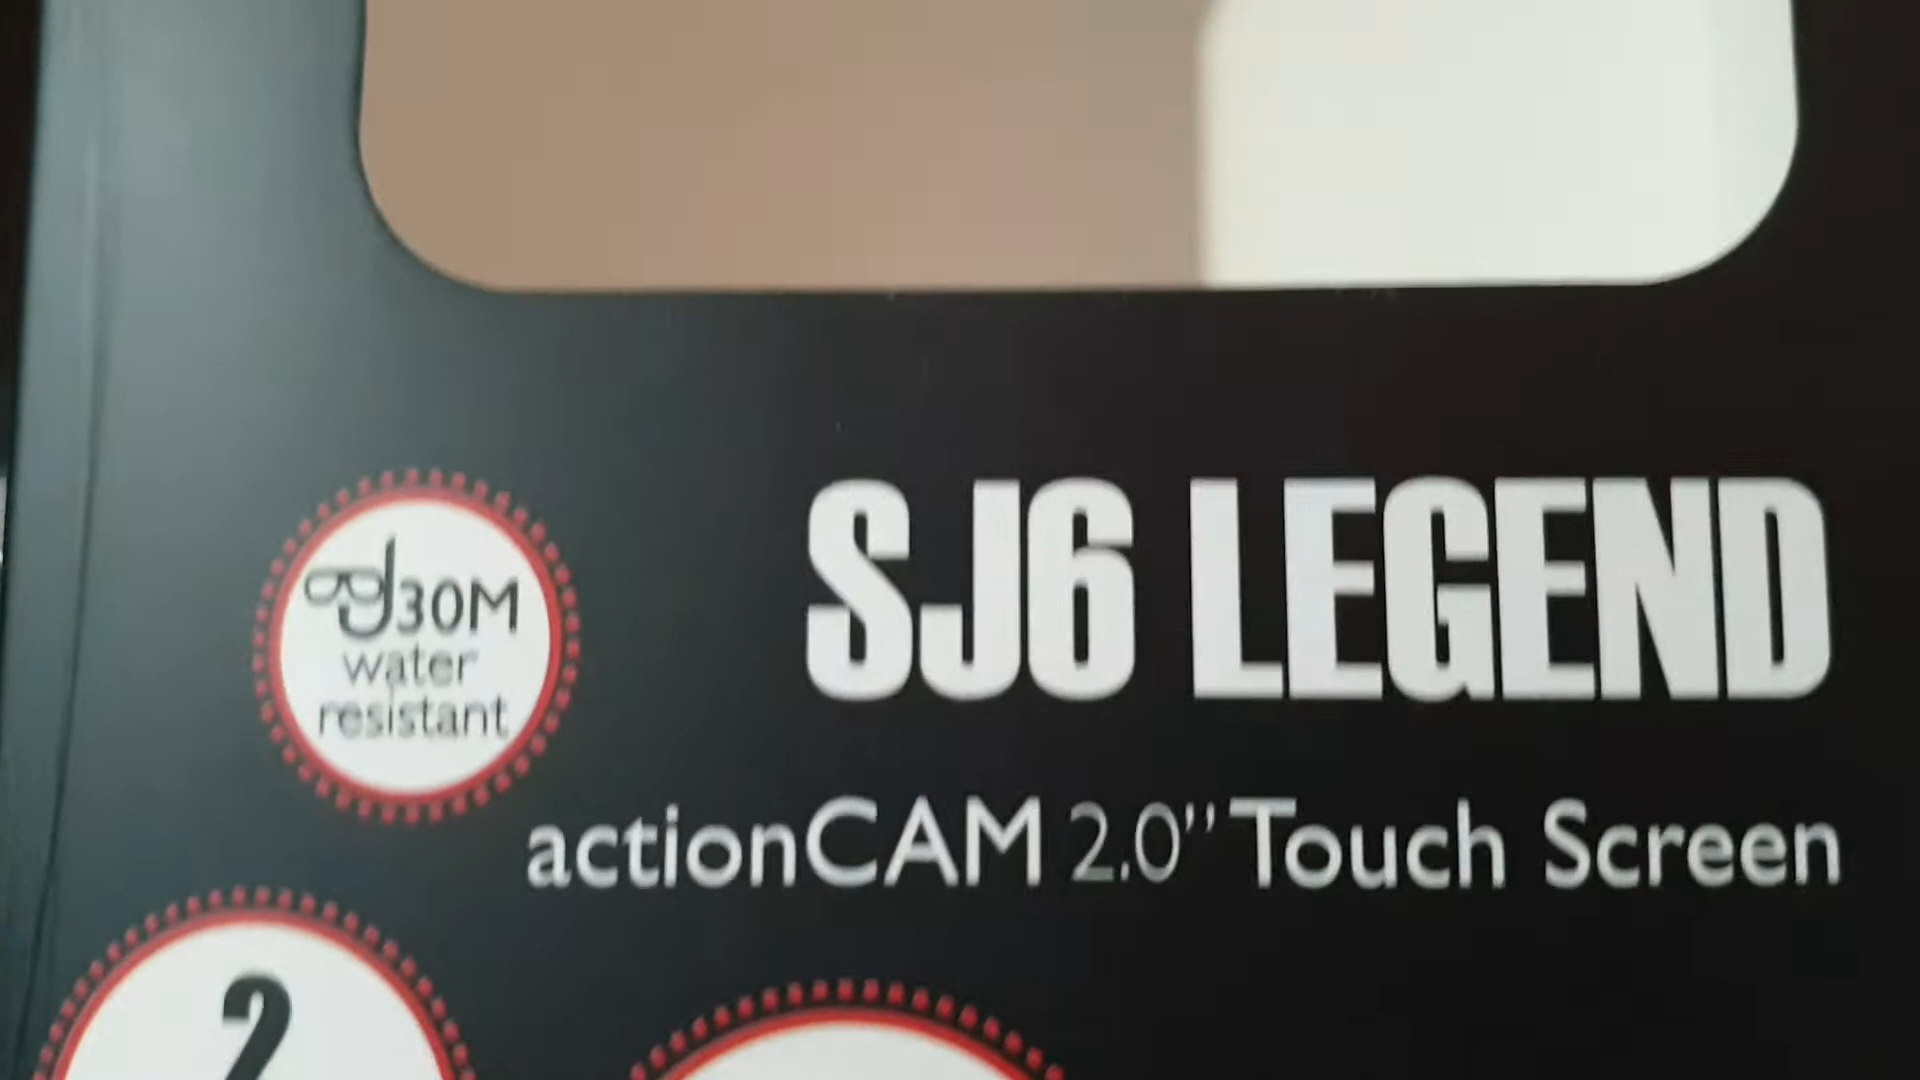 SJ6 LEGEND
30M
water
resistant
actionCAM 2.0" Touch Screen
2